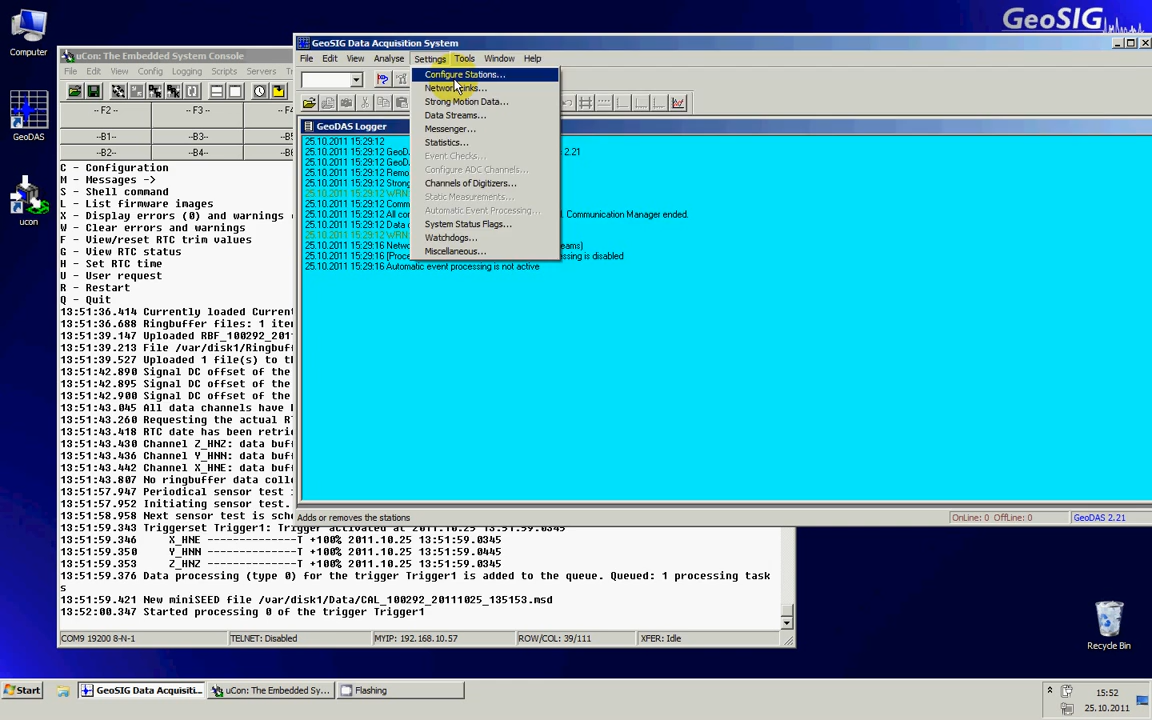 GeoSIG
Computer
GeoDAS
ucon
Recycle Bin
uCon: The Embedded System Console
File Edit View Config Logging Scripts Servers
-- F2 -- -- F3 --
--B1-- --B3--
--B2-- --B4--
C - Configuration
M - Messages ->
S - Shell command
L - List firmware images
X - Display errors (0) and warnings
W - Clear errors and warnings
F - View/reset RTC trim values
G - View RTC status
H - Set RTC time
U - User request
R - Restart
Q - Quit
13:51:36.414 Currently loaded Current
13:51:36.688 Ringbuffer files: 1
13:51:39.147 Uploaded
13:51:39.213 File
13:51:39.527 Uploaded 1 file(s) to
13:51:42.890 Signal DC offset of the
13:51:42.895 Signal DC offset of the
13:51:42.900 Signal DC offset of the
13:51:43.045 All data channels have
13:51:43.260 Requesting the actual
13:51:43.418 RTC date has been
13:51:43.430 Channel Z_HNZ: data
13:51:43.436 Channel Y_HNN: data
13:51:43.442 Channel X_HNE: data
13:51:43.807 No ringbuffer data
13:51:57.947 Periodical sensor test
13:51:57.952 Initiating sensor test.
13:51:58.958 Next sensor test is
13:51:59.343 Triggerset Trigger1: Trigger activated at 2011.10.25 13:51:59.0345
13:51:59.346 X_HNE --------------T +100% 2011.10.25 13:51:59.0345
13:51:59.350 Y_HNN --------------T +100% 2011.10.25 13:51:59.0445
13:51:59.353 Z_HNZ --------------T +100% 2011.10.25 13:51:59.0345
13:51:59.376 Data processing (type 0) for the trigger Trigger1 is added to the queue. Queued: 1 processing task
s
13:51:59.421 New miniSEED file /var/disk1/Data/CAL_100292_20111025_135153.msd
13:52:00.347 Started processing 0 of the trigger Trigger1
COM9 19200 8-N-1 TELNET: Disabled MYIP: 192.168.10.57 ROW/COL: 39/111 XFER: Idle
GeoSIG Data Acquisition System
File Edit View Analyse Settings Tools Window Help
Configure Stations...
Network Links...
Strong Motion Data...
Data Streams...
Messenger...
Statistics...
Event Checks...
Configure ADC Channels...
Channels of Digitizers...
Static Measurements...
Automatic Event Processing...
System Status Flags...
Watchdogs...
Miscellaneous...
GeoDAS Logger
25.10.2011 15:29:12
25.10.2011 15:29:12 2.21
25.10.2011 15:29:12
25.10.2011 15:29:12
25.10.2011 15:29:12
25.10.2011 15:29:12 WRN
25.10.2011 15:29:12
25.10.2011 15:29:12 All Communication Manager ended.
25.10.2011 15:29:12 Data
25.10.2011 15:29:12 WRN
25.10.2011 15:29:16
25.10.2011 15:29:16 is disabled
25.10.2011 15:29:16 Automatic event processing is not active
Adds or removes the stations OnLine: 0 OffLine: 0 GeoDAS 2.21
Start GeoSIG Data Acquisiti... uCon: The Embedded Sy... Flashing
15:52
25.10.2011